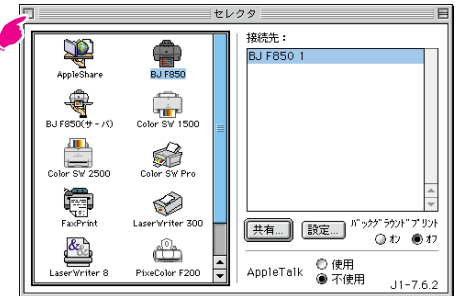 セレクタ
AppleShare
BJ F850
BJ F850(サーバ)
Color SW 1500
Color SW 2500
Color SW Pro
FaxPrint
LaserWriter 300
LaserWriter 8
PixeColor F200
接続先：
BJ F850 1
共有...
設定...
バックグラウンドプリント
オン
オフ
AppleTalk
使用
不使用
J1-7.6.2